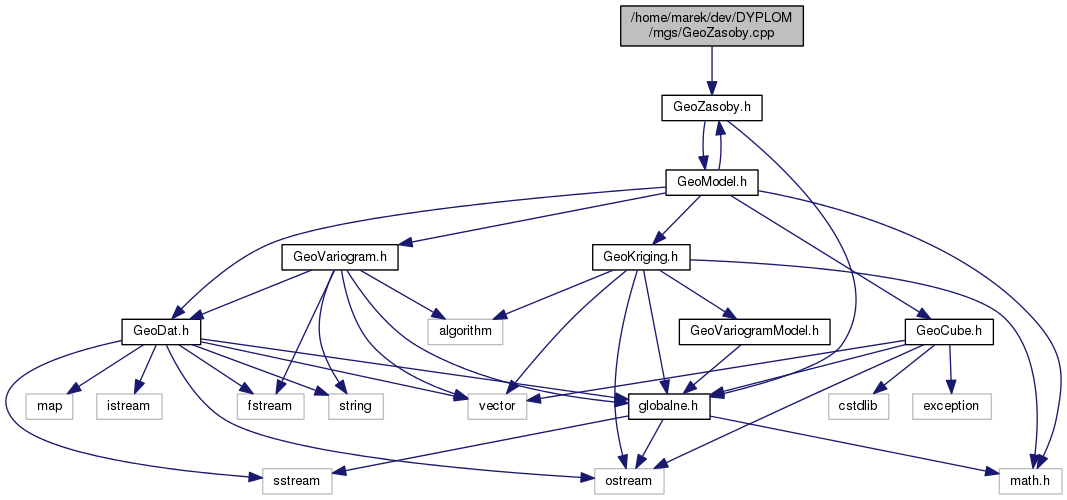 /home/marek/dev/DYPLOM
/mgs/GeoZasoby.cpp
GeoZasoby.h
GeoModel.h
GeoVariogram.h
GeoKriging.h
GeoDat.h
algorithm
GeoVariogramModel.h
GeoCube.h
map
istream
fstream
string
vector
globalne.h
cstdlib
exception
sstream
ostream
math.h